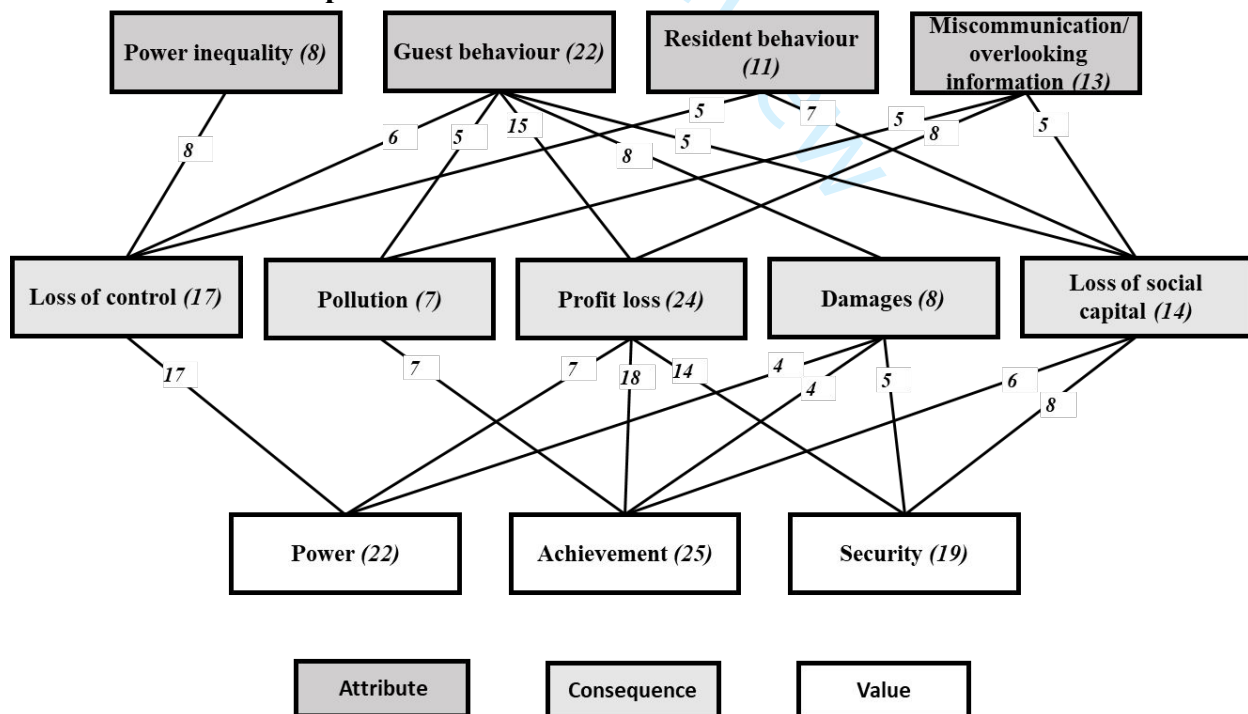 Power inequality (8)
Guest behaviour (22)
Resident behaviour
(11)
Miscommunication/
overlooking
information (13)
8
6
5
15
8
5
5
7
5
8
5
Loss of control (17)
Pollution (7)
Profit loss (24)
Damages (8)
Loss of social
capital (14)
17
7
7
18
14
4
4
5
6
8
Power (22)
Achievement (25)
Security (19)
Attribute
Consequence
Value